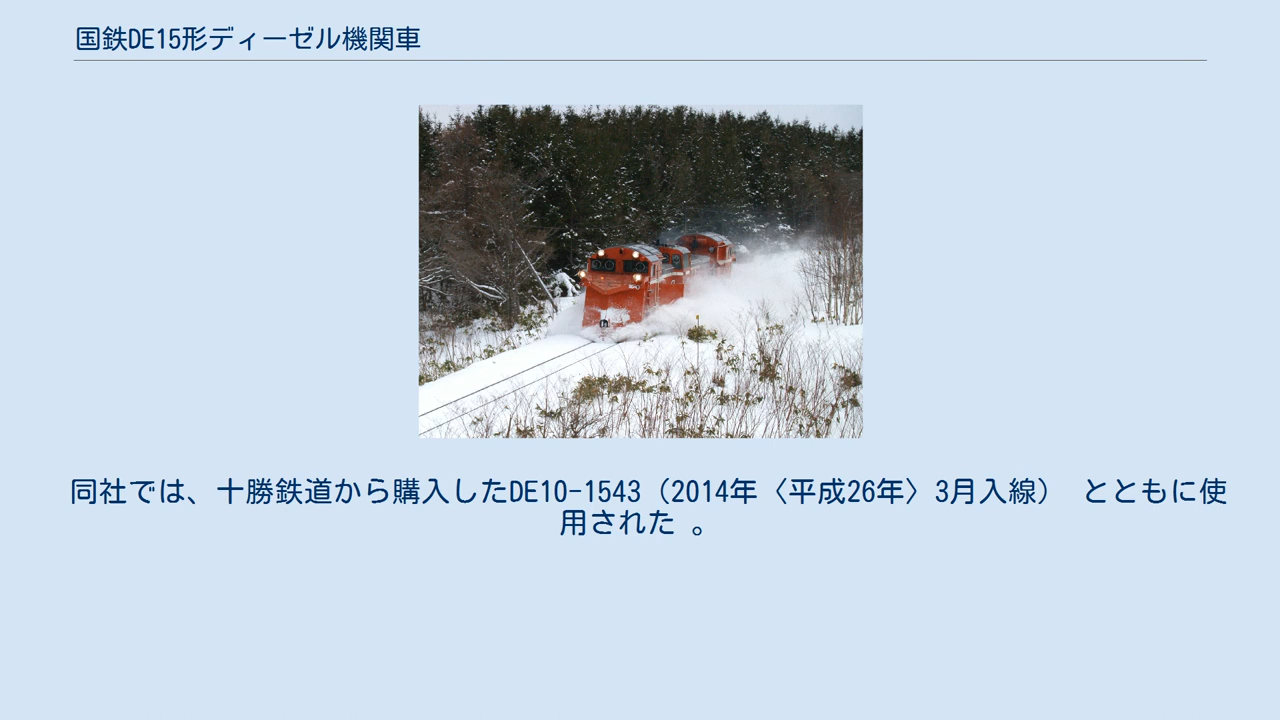 国鉄DE15形ディーゼル機関車
同社では、十勝鉄道から購入したDE10-1543（2014年〈平成26年〉3月入線） とともに使
用された 。